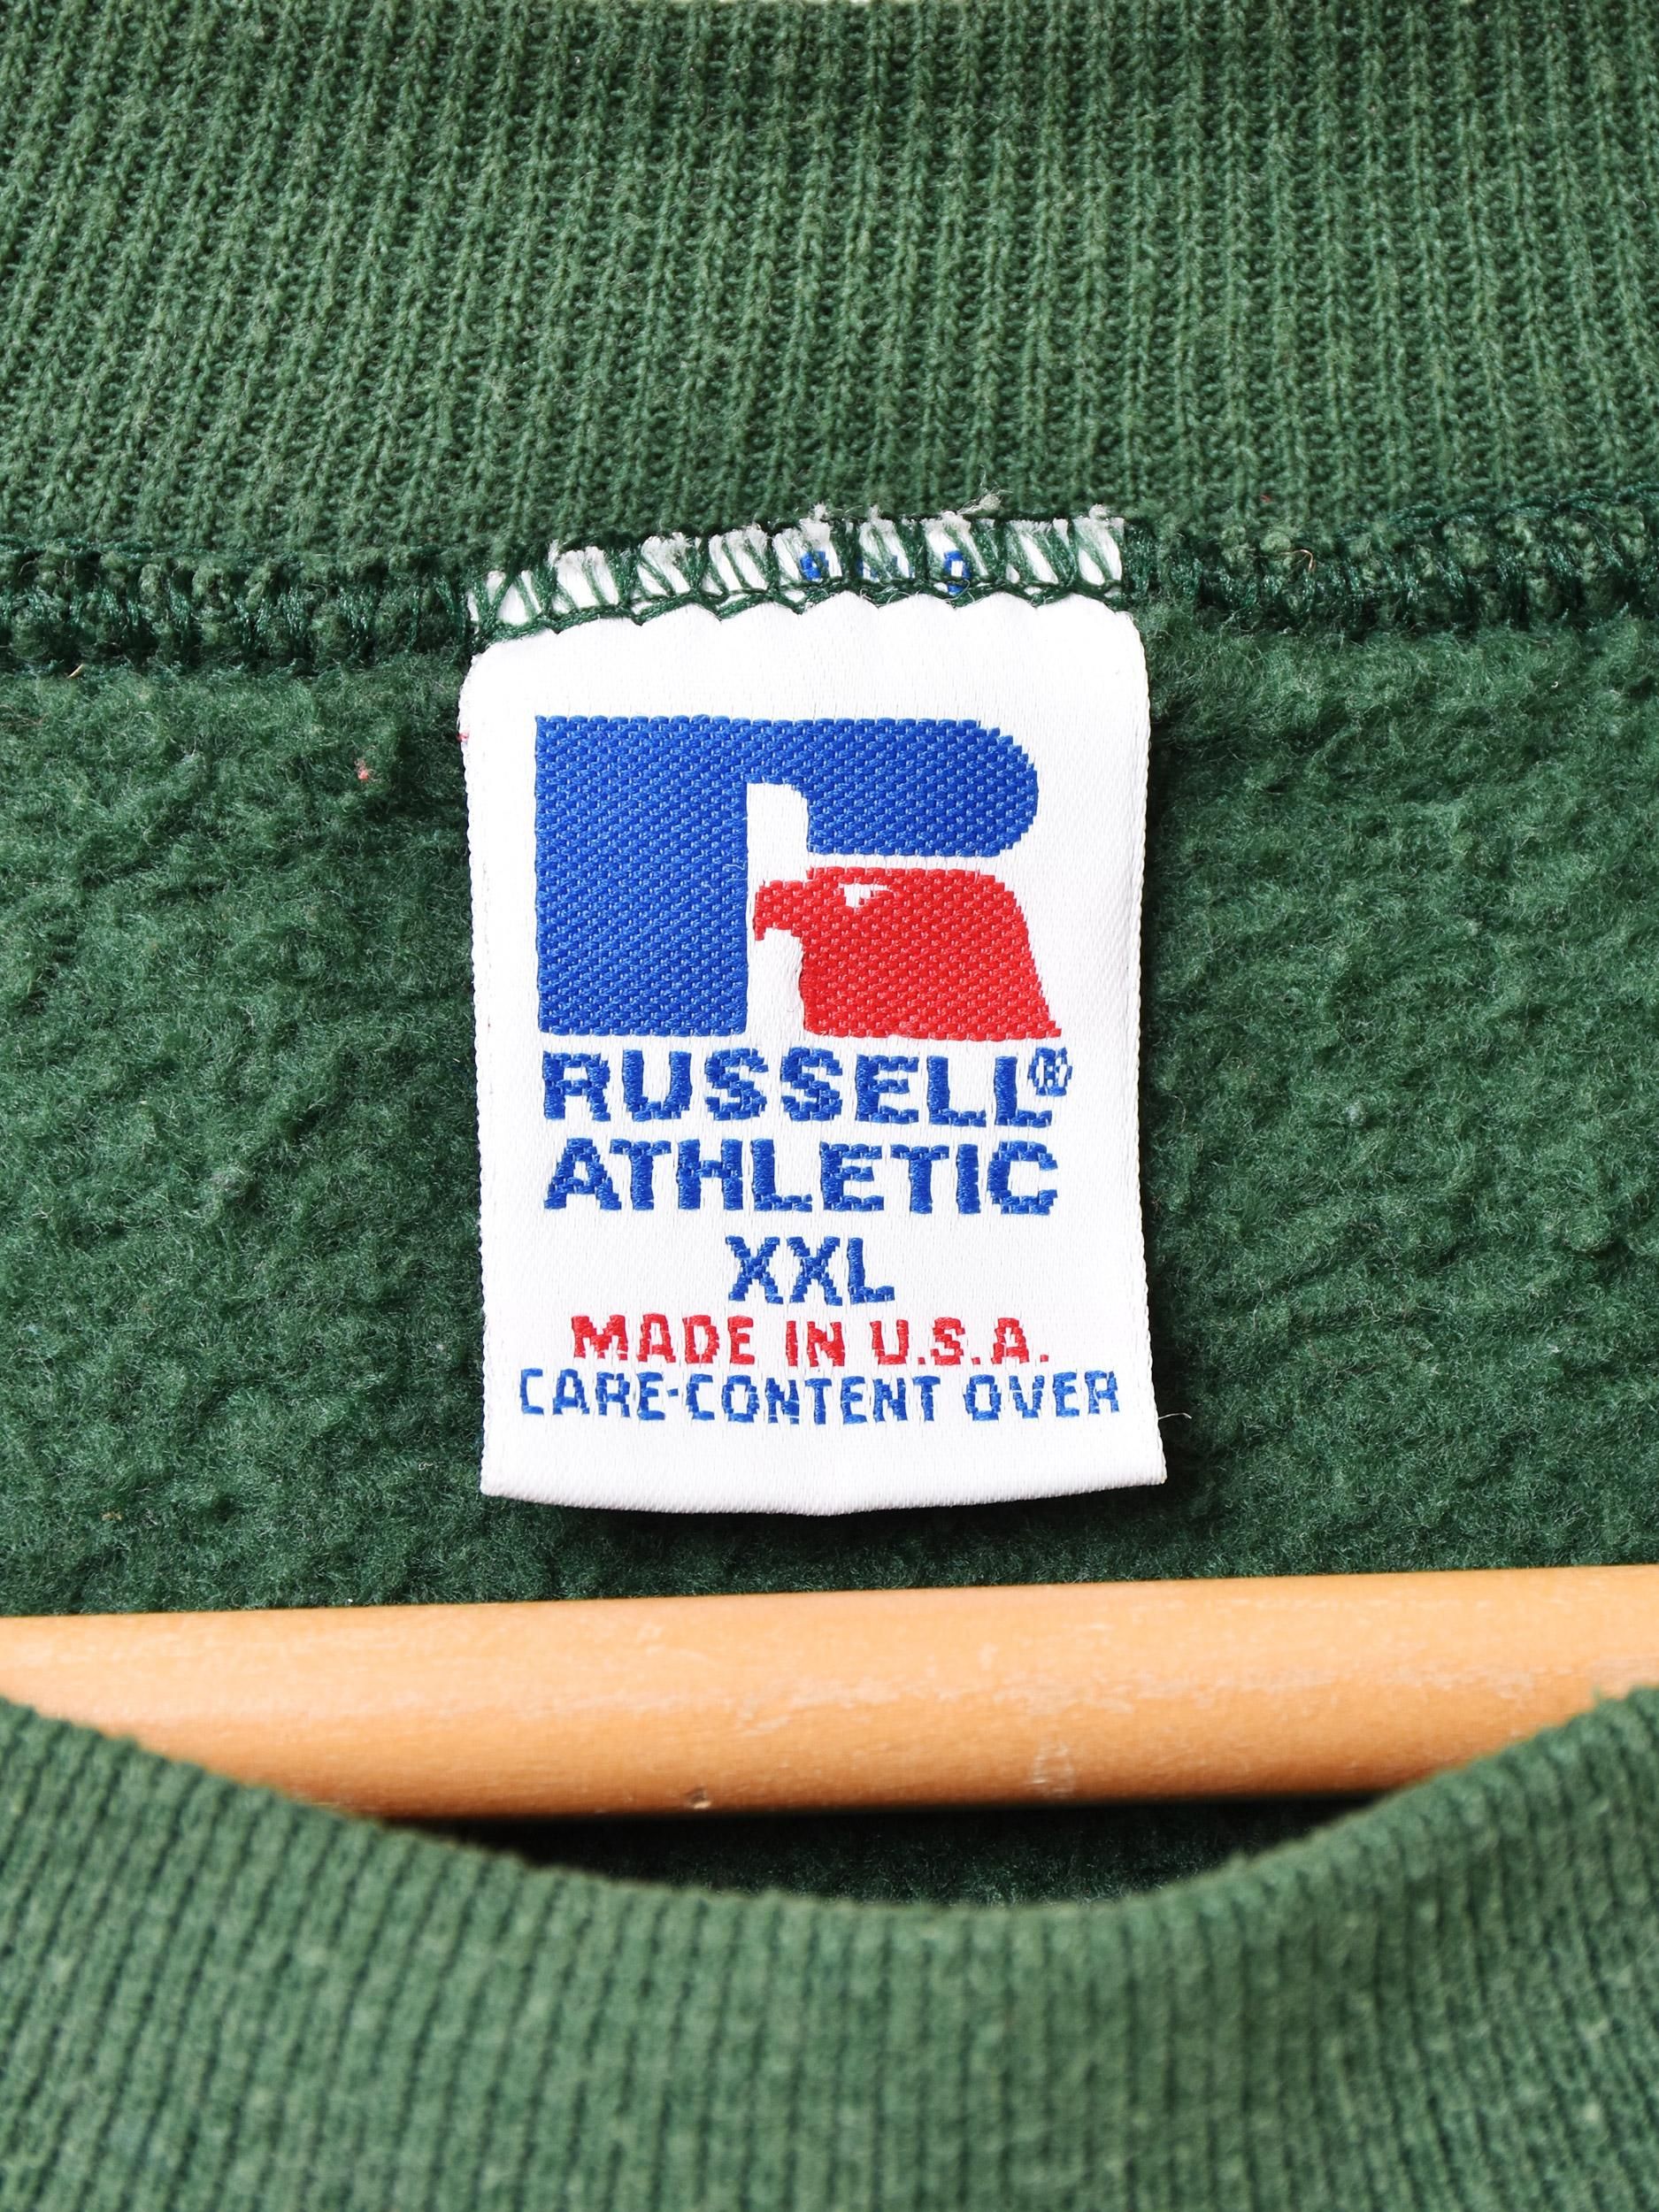 RUSSELL®
ATHLETIC
XXL
MADE IN U.S.A.
CARE·CONTENT OVER